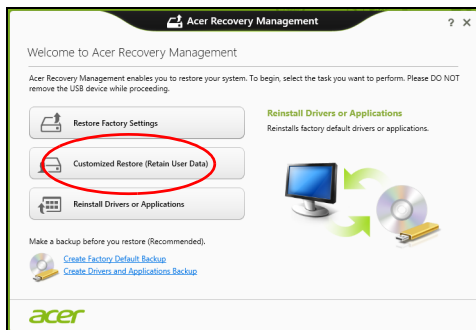 Acer Recovery Management
? X
Welcome to Acer Recovery Management
Acer Recovery Management enables you to restore your system. To begin, select the task you want to perform. Please DO NOT
remove the USB device while proceeding.
Restore Factory Settings
Customized Restore (Retain User Data)
Reinstall Drivers or Applications
Reinstall Drivers or Applications
Reinstalls factory default drivers or applications.
Make a backup before you restore (Recommended).
Create Factory Default Backup
Create Drivers and Applications Backup
acer